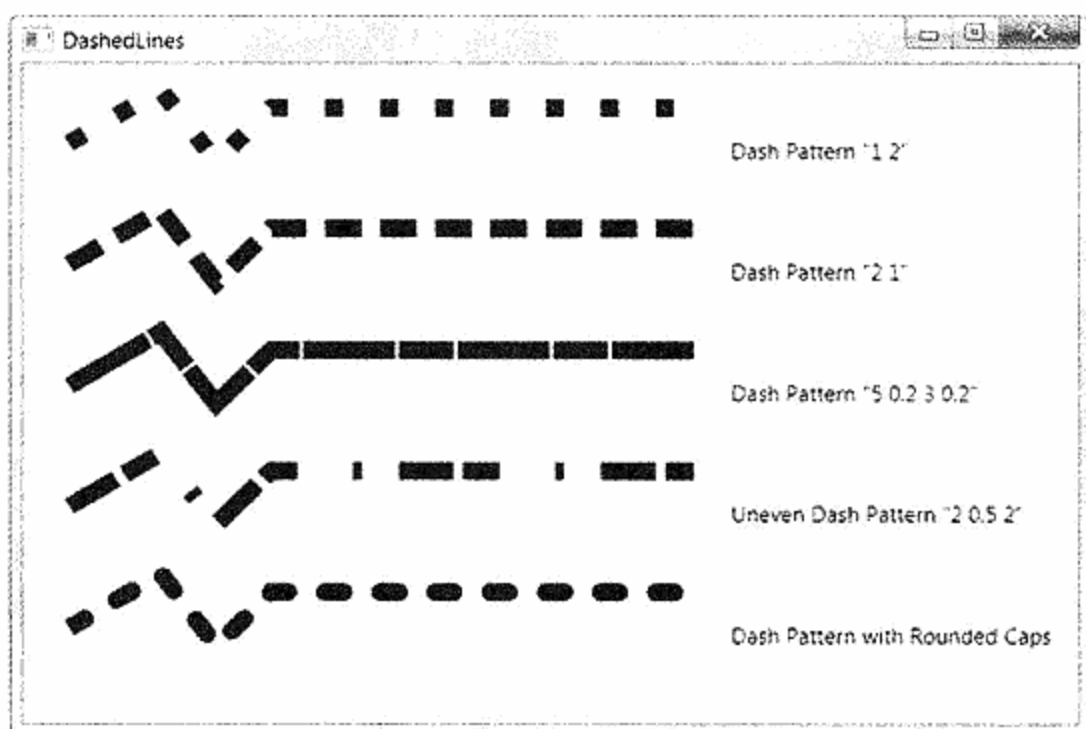 DashedLines
Dash Pattern "1 2"
Dash Pattern "2 1"
Dash Pattern "5 0.2 3 0.2"
Uneven Dash Pattern "2 0.5 2"
Dash Pattern with Rounded Caps